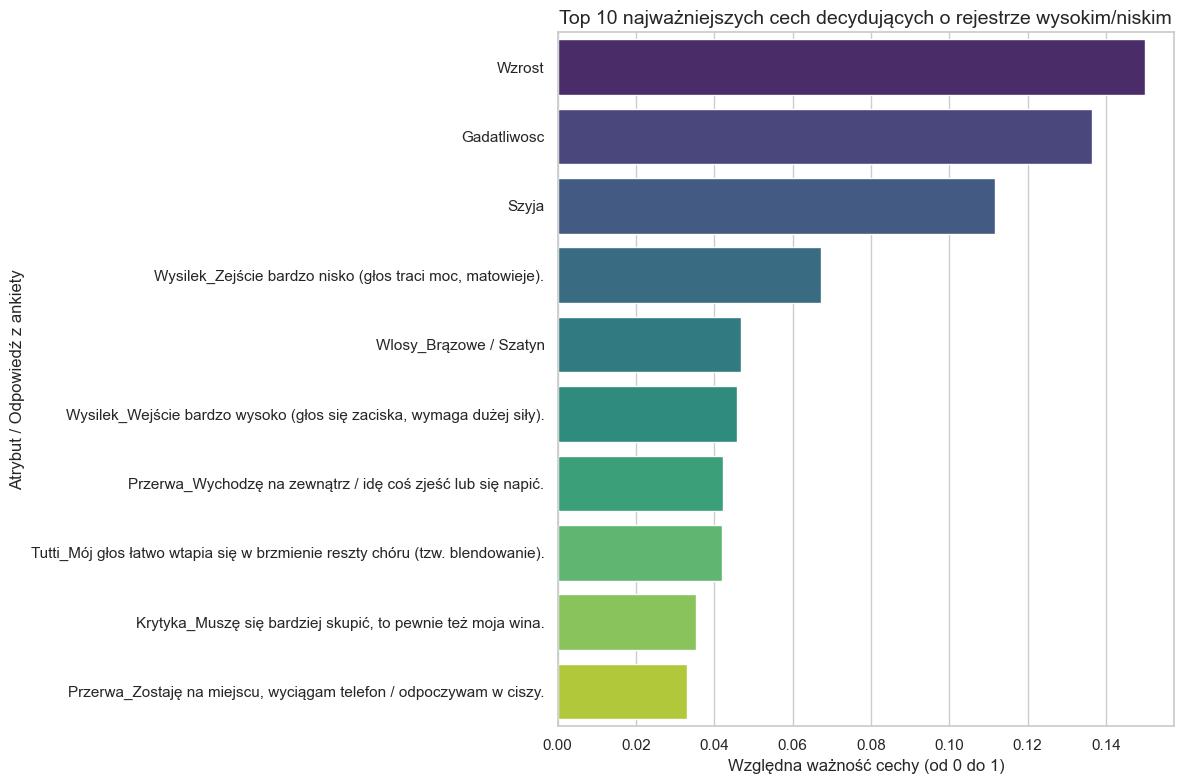 Top 10 najważniejszych cech decydujących o rejestrze wysokim/niskim
Atrybut / Odpowiedź z ankiety
Wzrost
Gadatliwosc
Szyja
Wysilek_Zejście bardzo nisko (głos traci moc, matowieje).
Wlosy_Brązowe / Szatyn
Wysilek_Wejście bardzo wysoko (głos się zaciska, wymaga dużej siły).
Przerwa_Wychodzę na zewnątrz / idę coś zjeść lub się napić.
Tutti_Mój głos łatwo wtapia się w brzmienie reszty chóru (tzw. blendowanie).
Krytyka_Muszę się bardziej skupić, to pewnie też moja wina.
Przerwa_Zostaję na miejscu, wyciągam telefon / odpoczywam w ciszy.
0.00 0.02 0.04 0.06 0.08 0.10 0.12 0.14
Względna ważność cechy (od 0 do 1)